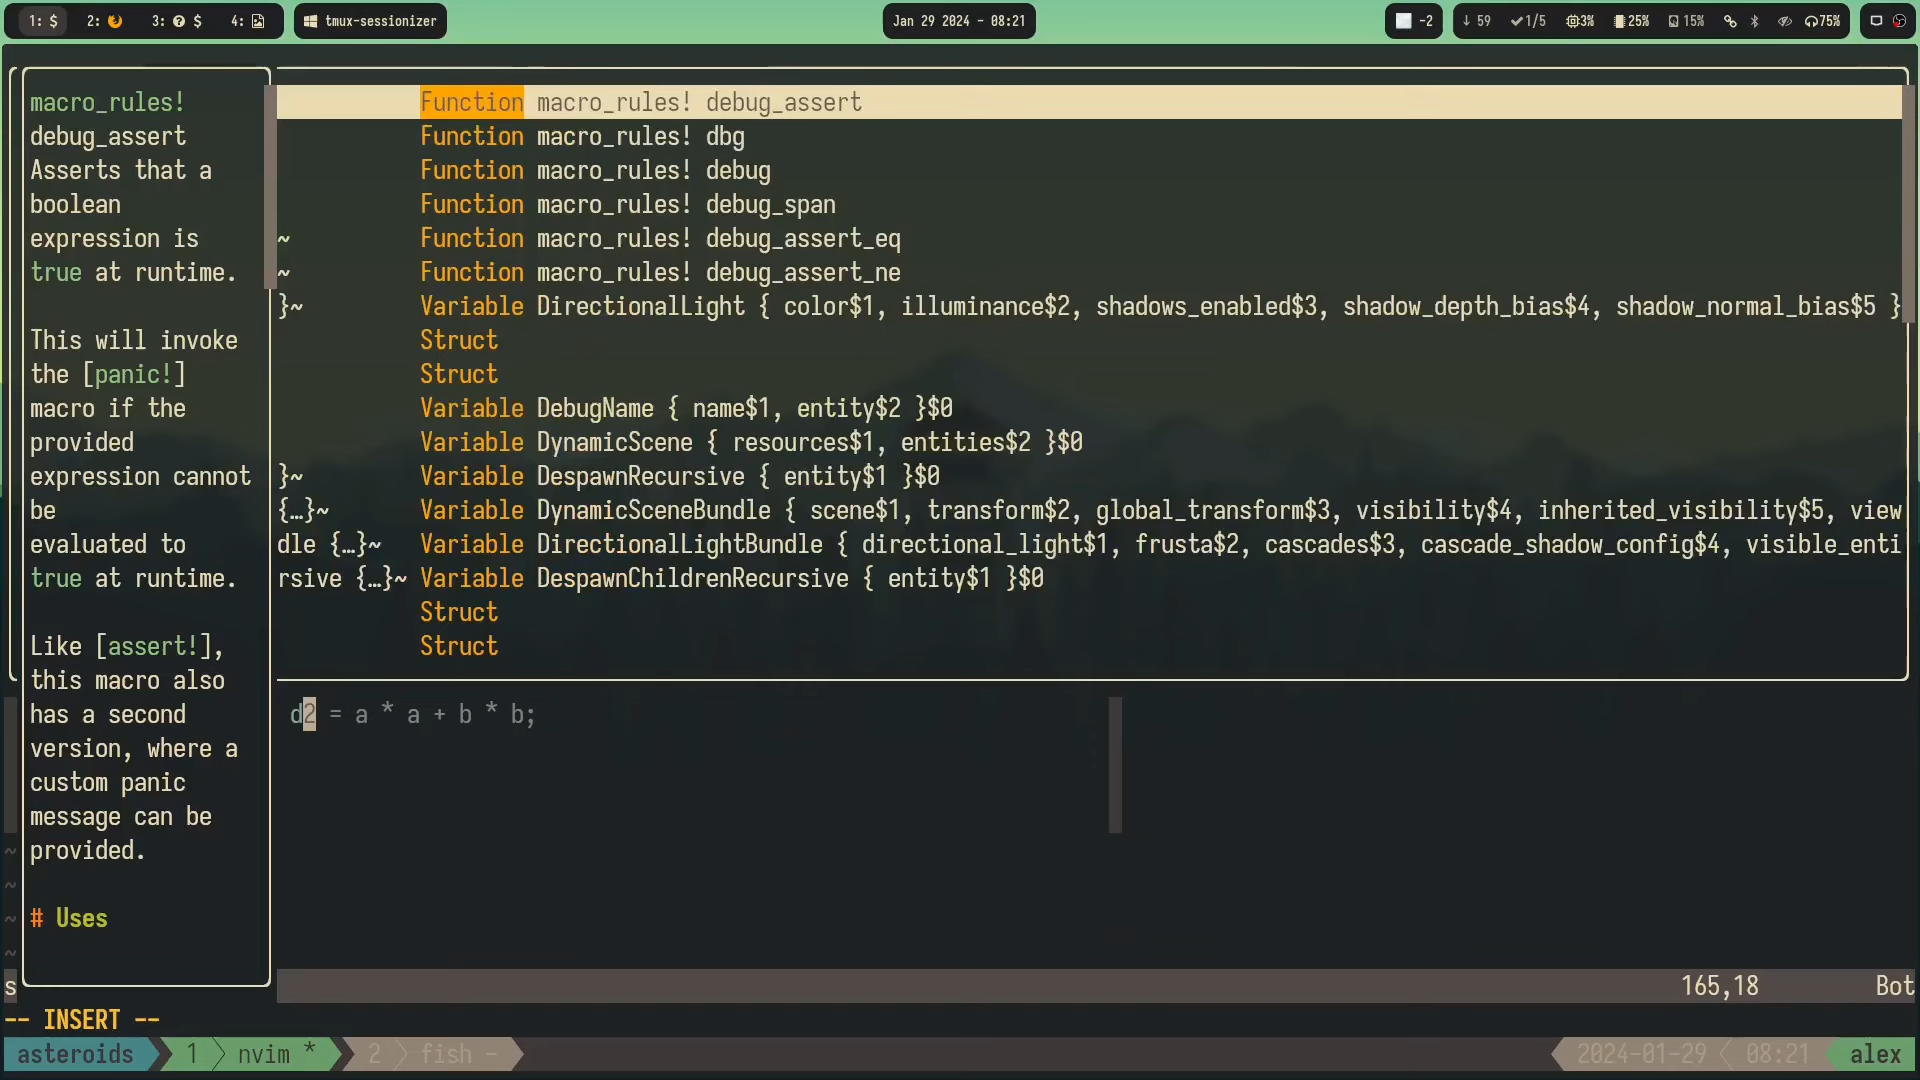 1: $ 2: 3: $ 4: tmux-sessionizer Jan 29 2024 - 08:21 -2 ↓ 59 ✓1/5 3% 25% 15% 75%
macro_rules!
debug_assert
Asserts that a
boolean
expression is
true at runtime.
This will invoke
the [panic!]
macro if the
provided
expression cannot
be
evaluated to
true at runtime.
Like [assert!],
this macro also
has a second
version, where a
custom panic
message can be
provided.
# Uses
Function macro_rules! debug_assert
Function macro_rules! dbg
Function macro_rules! debug
Function macro_rules! debug_span
~ Function macro_rules! debug_assert_eq
~ Function macro_rules! debug_assert_ne
}~ Variable DirectionalLight { color$1, illuminance$2, shadows_enabled$3, shadow_depth_bias$4, shadow_normal_bias$5 }
Struct
Struct
Variable DebugName { name$1, entity$2 }$0
Variable DynamicScene { resources$1, entities$2 }$0
}~ Variable DespawnRecursive { entity$1 }$0
{…}~ Variable DynamicSceneBundle { scene$1, transform$2, global_transform$3, visibility$4, inherited_visibility$5, view
dle {…}~ Variable DirectionalLightBundle { directional_light$1, frusta$2, cascades$3, cascade_shadow_config$4, visible_enti
rsive {…}~ Variable DespawnChildrenRecursive { entity$1 }$0
Struct
Struct
d2 = a * a + b * b;
~
~
~
~
s 165,18 Bot
-- INSERT --
asteroids 1 nvim * 2 fish - 2024-01-29 08:21 alex